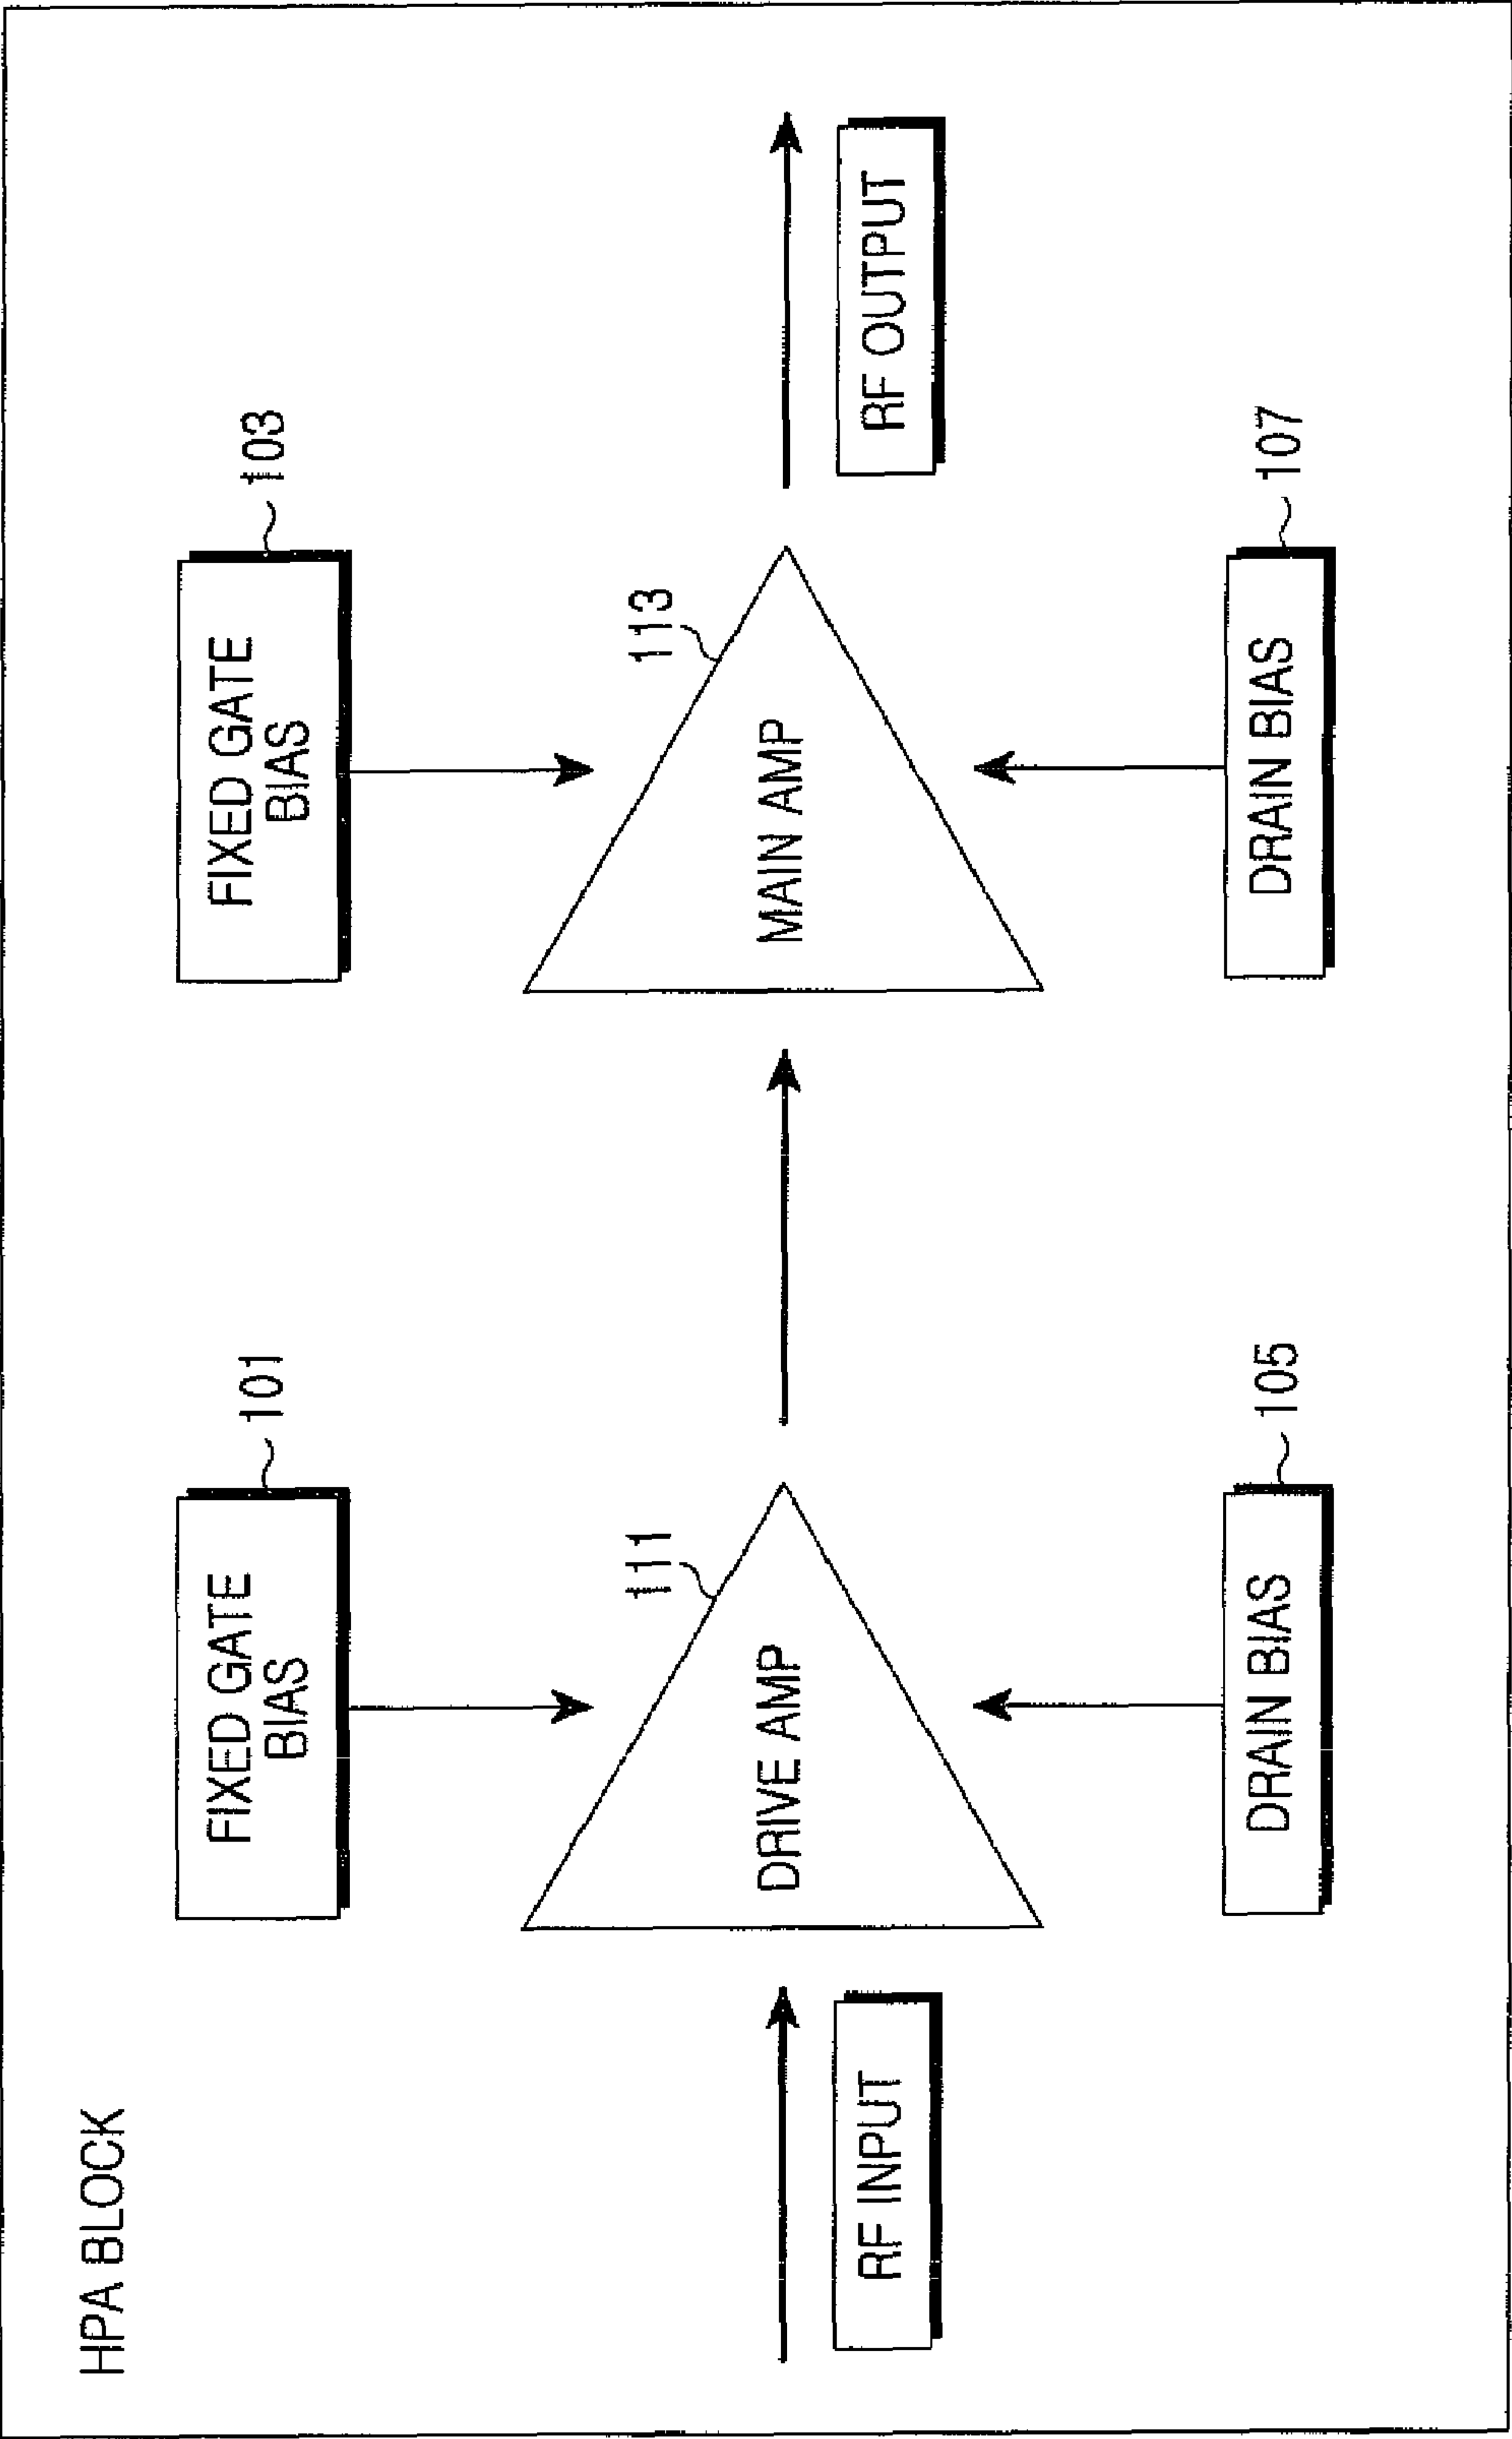 HPA BLOCK
FIXED GATE
BIAS
101
FIXED GATE
BIAS
103
111
DRIVE AMP
113
MAIN AMP
RF INPUT
RF OUTPUT
DRAIN BIAS
105
DRAIN BIAS
107